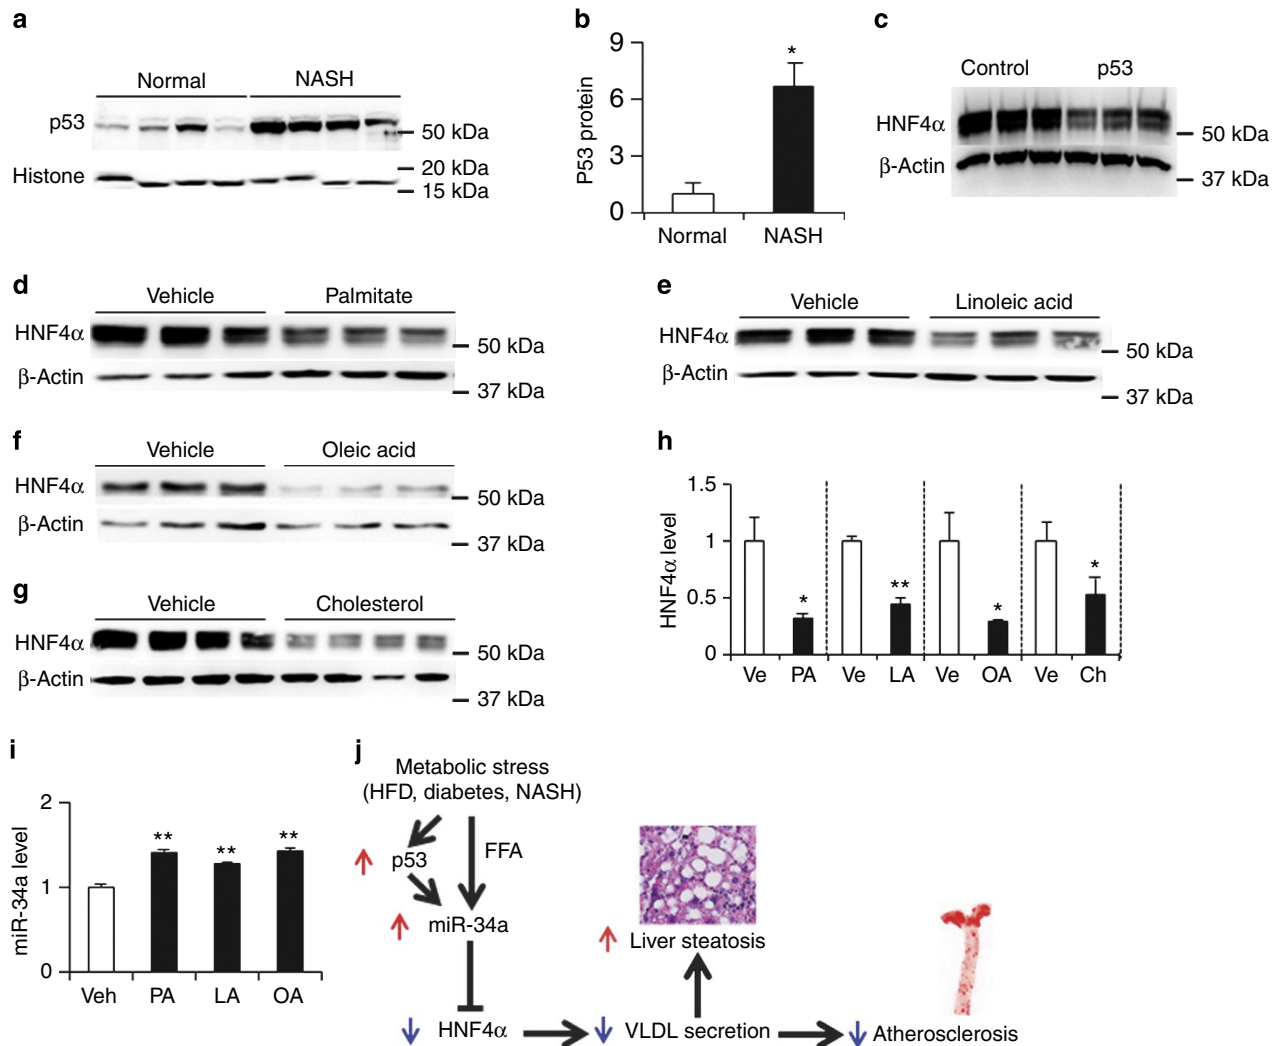 a
Normal NASH
p53
50 kDa
Histone
20 kDa
15 kDa
b
P53 protein
9
6
3
0
Normal NASH
*
c
Control p53
HNF4α
50 kDa
β-Actin
37 kDa
d
Vehicle Palmitate
HNF4α
50 kDa
β-Actin
37 kDa
e
Vehicle Linoleic acid
HNF4α
50 kDa
β-Actin
37 kDa
f
Vehicle Oleic acid
HNF4α
50 kDa
β-Actin
37 kDa
g
Vehicle Cholesterol
HNF4α
50 kDa
β-Actin
37 kDa
h
HNF4α level
1.5
1
0.5
0
* ** * *
Ve PA Ve LA Ve OA Ve Ch
i
miR-34a level
2
1
0
** ** **
Veh PA LA OA
j
Metabolic stress
(HFD, diabetes, NASH)
p53 FFA
miR-34a
Liver steatosis
HNF4α VLDL secretion Atherosclerosis